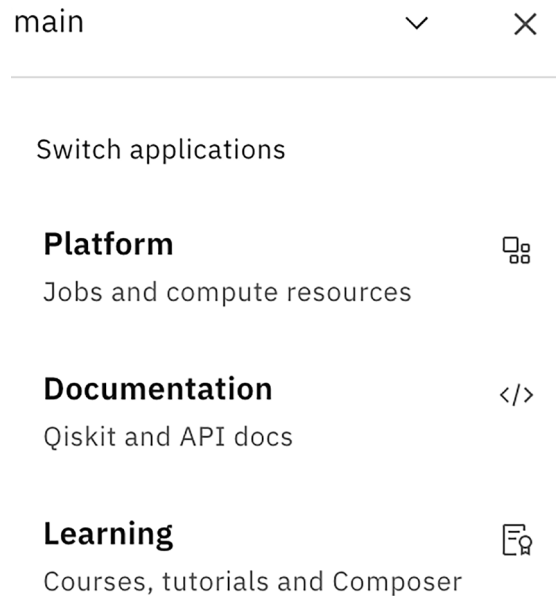 main
Switch applications
Platform
Jobs and compute resources
Documentation
Qiskit and API docs
Learning
Courses, tutorials and Composer